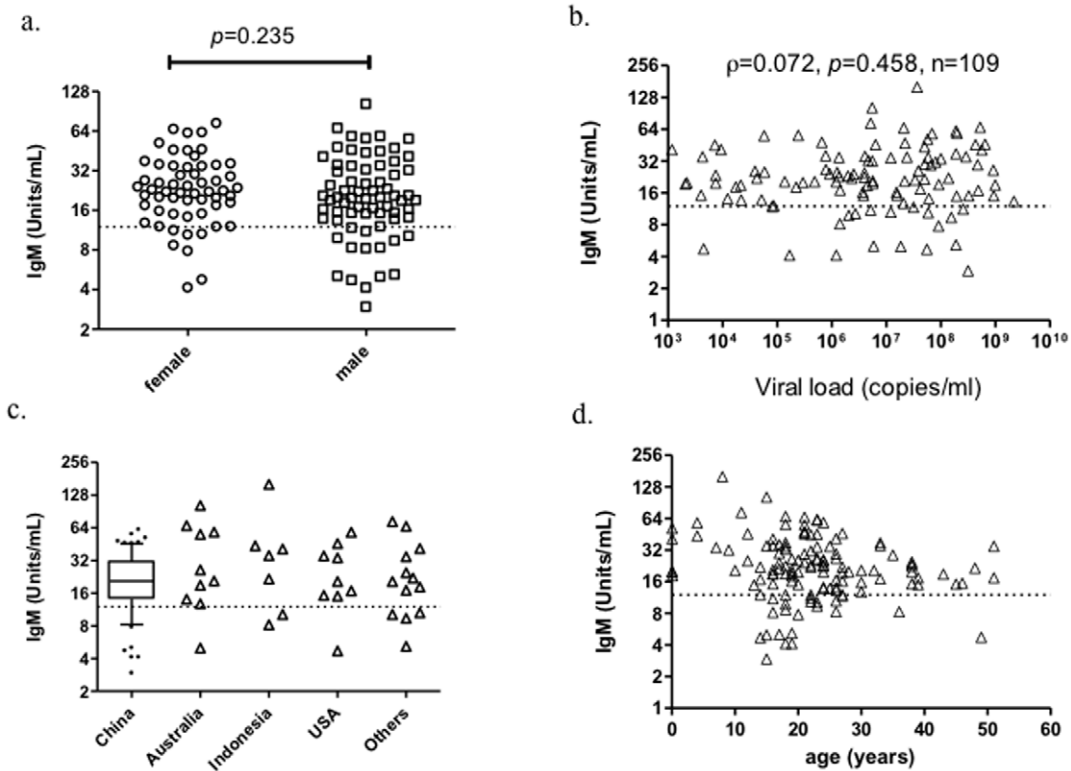 a.
p=0.235
IgM (Units/mL)
128
64
32
16
8
4
2
female
male
b.
ρ=0.072, p=0.458, n=109
IgM (Units/mL)
256
128
64
32
16
8
4
2
1
10³
10⁴
10⁵
10⁶
10⁷
10⁸
10⁹
10¹⁰
Viral load (copies/ml)
c.
IgM (Units/mL)
256
128
64
32
16
8
4
2
China
Australia
Indonesia
USA
Others
d.
IgM (Units/mL)
256
128
64
32
16
8
4
2
1
0
10
20
30
40
50
60
age (years)